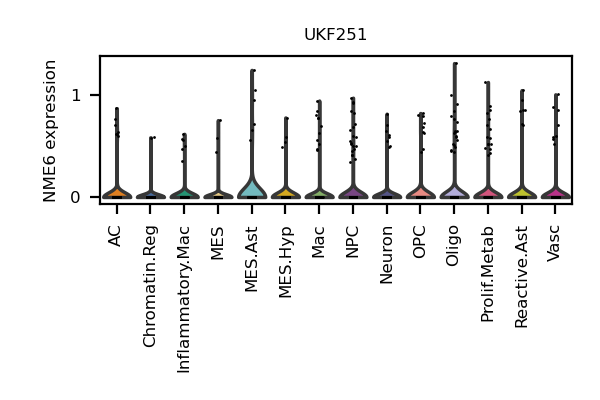 UKF251
NME6 expression
1
0
AC
Chromatin.Reg
Inflammatory.Mac
MES
MES.Ast
MES.Hyp
Mac
NPC
Neuron
OPC
Oligo
Prolif.Metab
Reactive.Ast
Vasc